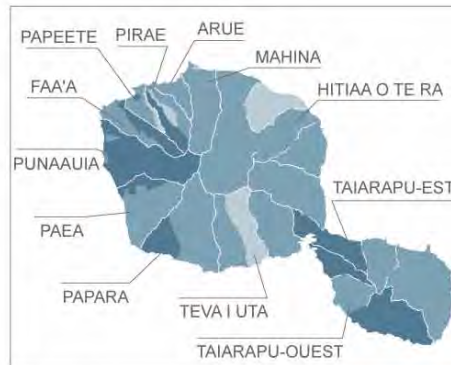 ARUE
PIRAE
PAPEETE
MAHINA
FAA'A
HITIAA O TE RA
PUNAAUIA
TAIARAPU-EST
PAEA
PAPARA
TEVA I UTA
TAIARAPU-OUEST